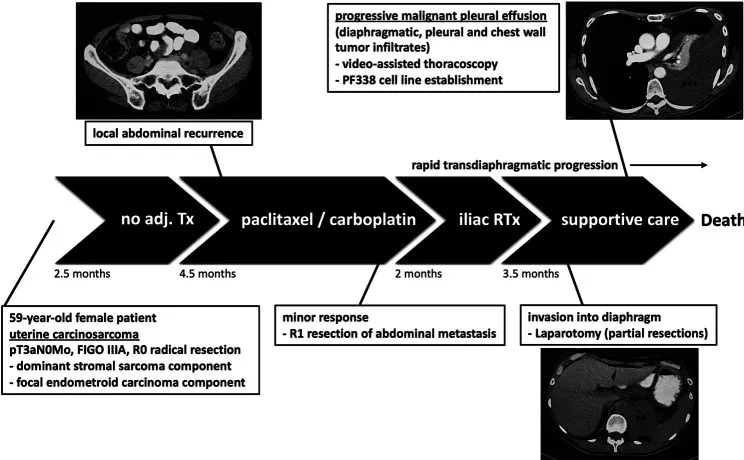 progressive malignant pleural effusion
(diaphragmatic, pleural and chest wall
tumor infiltrates)
- video-assisted thoracoscopy
- PF338 cell line establishment
local abdominal recurrence
rapid transdiaphragmatic progression
no adj. Tx
paclitaxel / carboplatin
iliac RTx
supportive care
Death
2.5 months
4.5 months
2 months
3.5 months
59-year-old female patient
uterine carcinosarcoma
pT3aN0Mo, FIGO IIIA, R0 radical resection
- dominant stromal sarcoma component
- focal endometroid carcinoma component
minor response
- R1 resection of abdominal metastasis
invasion into diaphragm
- Laparotomy (partial resections)